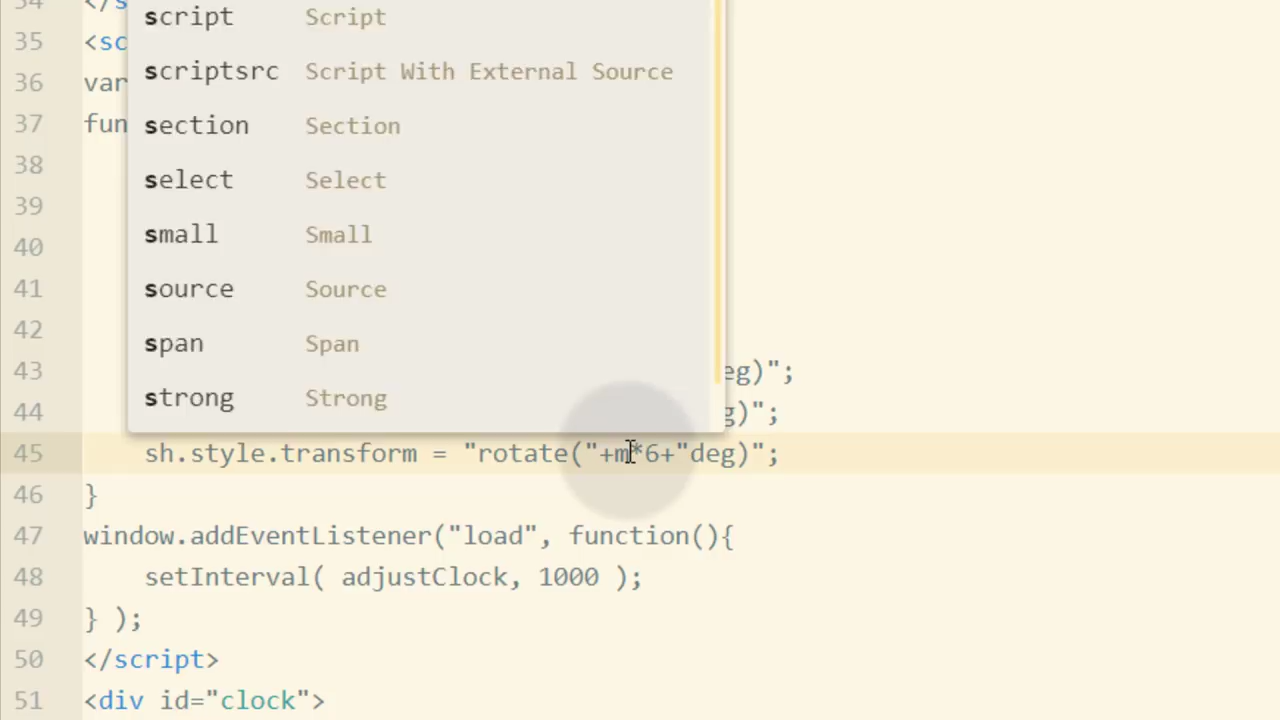 34 </s
script Script
35 <sc
scriptsrc Script With External Source
36 var
section Section
37 fun
38
select Select
39
small Small
40
source Source
41
42
span Span
43 eg)";
strong Strong
44 g)";
45 sh.style.transform = "rotate("+m*6+"deg)";
46 }
47 window.addEventListener("load", function(){
48 setInterval( adjustClock, 1000 );
49 } );
50 </script>
51 <div id="clock">